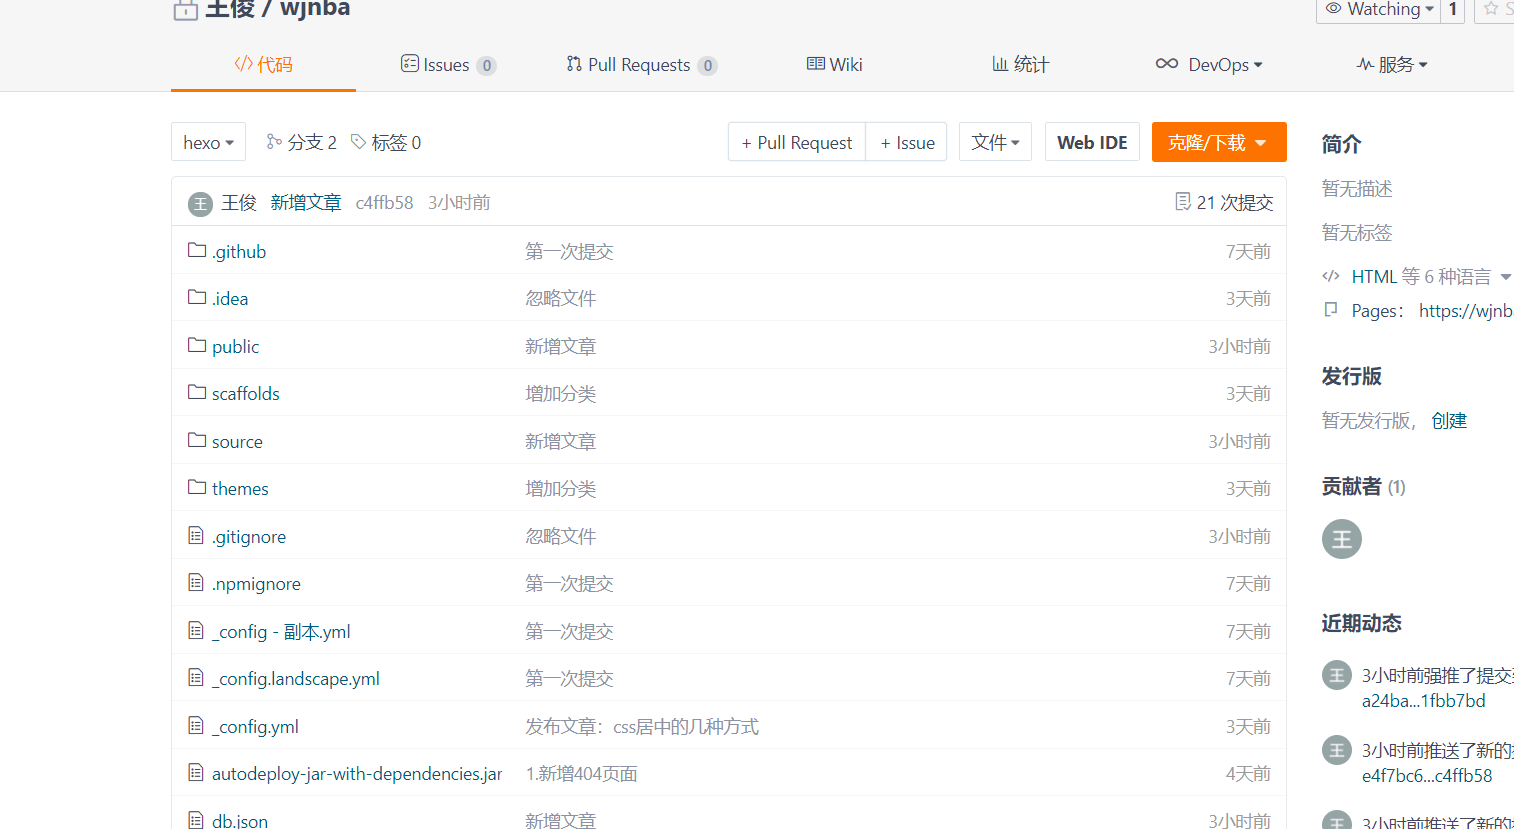 王俊 / wjnba
Watching 1
代码 Issues 0 Pull Requests 0 Wiki 统计 DevOps 服务
hexo 分支 2 标签 0 + Pull Request + Issue 文件 Web IDE 克隆/下载
王 王俊 新增文章 c4ffb58 3小时前 21 次提交
.github 第一次提交 7天前
.idea 忽略文件 3天前
public 新增文章 3小时前
scaffolds 增加分类 3天前
source 新增文章 3小时前
themes 增加分类 3天前
.gitignore 忽略文件 3小时前
.npmignore 第一次提交 7天前
_config - 副本.yml 第一次提交 7天前
_config.landscape.yml 第一次提交 7天前
_config.yml 发布文章：css居中的几种方式 3天前
autodeploy-jar-with-dependencies.jar 1.新增404页面 4天前
db.json 新增文章 3小时前
简介
暂无描述
暂无标签
HTML 等 6 种语言
Pages： https://wjnb
发行版
暂无发行版， 创建
贡献者 (1)
王
近期动态
王 3小时前强推了提交
a24ba...1fbb7bd
王 3小时前推送了新的
e4f7bc6...c4ffb58
王 3小时前推送了新的